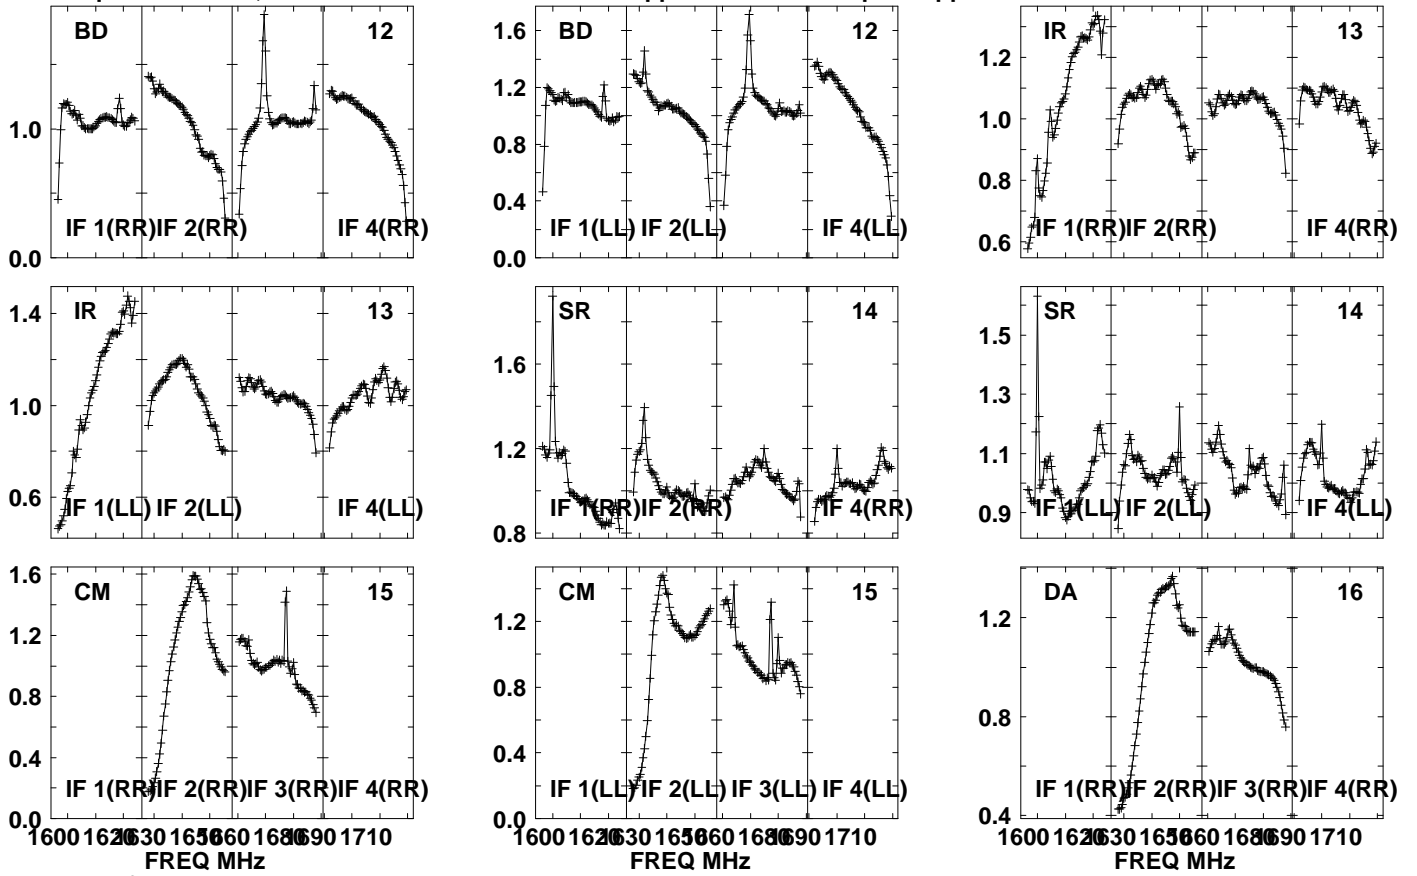 BD 12
1.0
0.0
IF 1(RR) IF 2(RR) IF 4(RR)
BD 12
1.6
1.2
0.8
0.4
0.0
IF 1(LL) IF 2(LL) IF 4(LL)
IR 13
1.2
1.0
0.8
0.6
IF 1(RR) IF 2(RR) IF 4(RR)
IR 13
1.4
1.0
0.6
IF 1(LL) IF 2(LL) IF 4(LL)
SR 14
1.6
1.2
0.8
IF 1(RR) IF 2(RR) IF 4(RR)
SR 14
1.5
1.3
1.1
0.9
IF 1(LL) IF 2(LL) IF 4(LL)
CM 15
1.6
1.2
0.8
0.4
0.0
IF 1(RR) IF 2(RR) IF 3(RR) IF 4(RR)
1600 1620 1630 1650 1660 1680 1690 1710
FREQ MHz
CM 15
1.2
0.8
0.4
0.0
IF 1(LL) IF 2(LL) IF 3(LL) IF 4(LL)
DA 16
1.2
0.8
0.4
IF 1(RR) IF 2(RR) IF 3(RR) IF 4(RR)
1600 1620 1630 1650 1660 1680 1690 1710
FREQ MHz